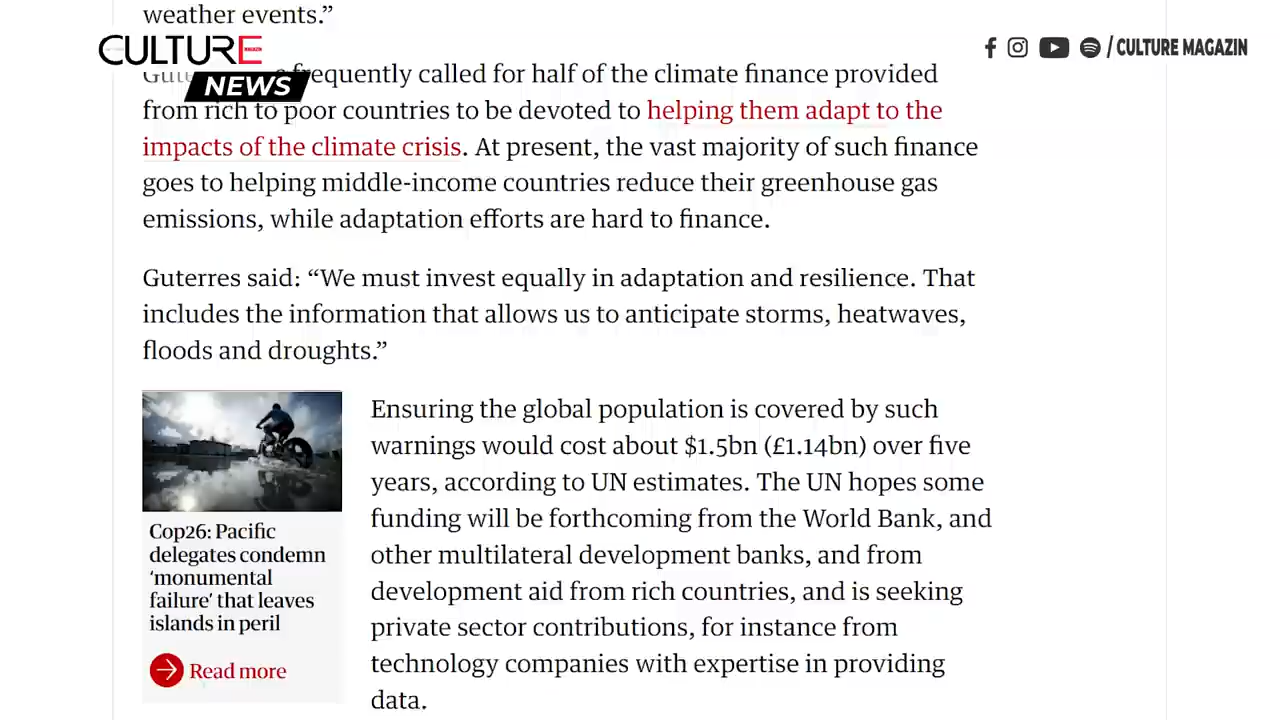 weather events.”
CULTURE
NEWS
/ CULTURE MAGAZIN
frequently called for half of the climate finance provided
from rich to poor countries to be devoted to helping them adapt to the
impacts of the climate crisis. At present, the vast majority of such finance
goes to helping middle-income countries reduce their greenhouse gas
emissions, while adaptation efforts are hard to finance.
Guterres said: “We must invest equally in adaptation and resilience. That
includes the information that allows us to anticipate storms, heatwaves,
floods and droughts.”
Cop26: Pacific
delegates condemn
‘monumental
failure’ that leaves
islands in peril
Read more
Ensuring the global population is covered by such
warnings would cost about $1.5bn (£1.14bn) over five
years, according to UN estimates. The UN hopes some
funding will be forthcoming from the World Bank, and
other multilateral development banks, and from
development aid from rich countries, and is seeking
private sector contributions, for instance from
technology companies with expertise in providing
data.